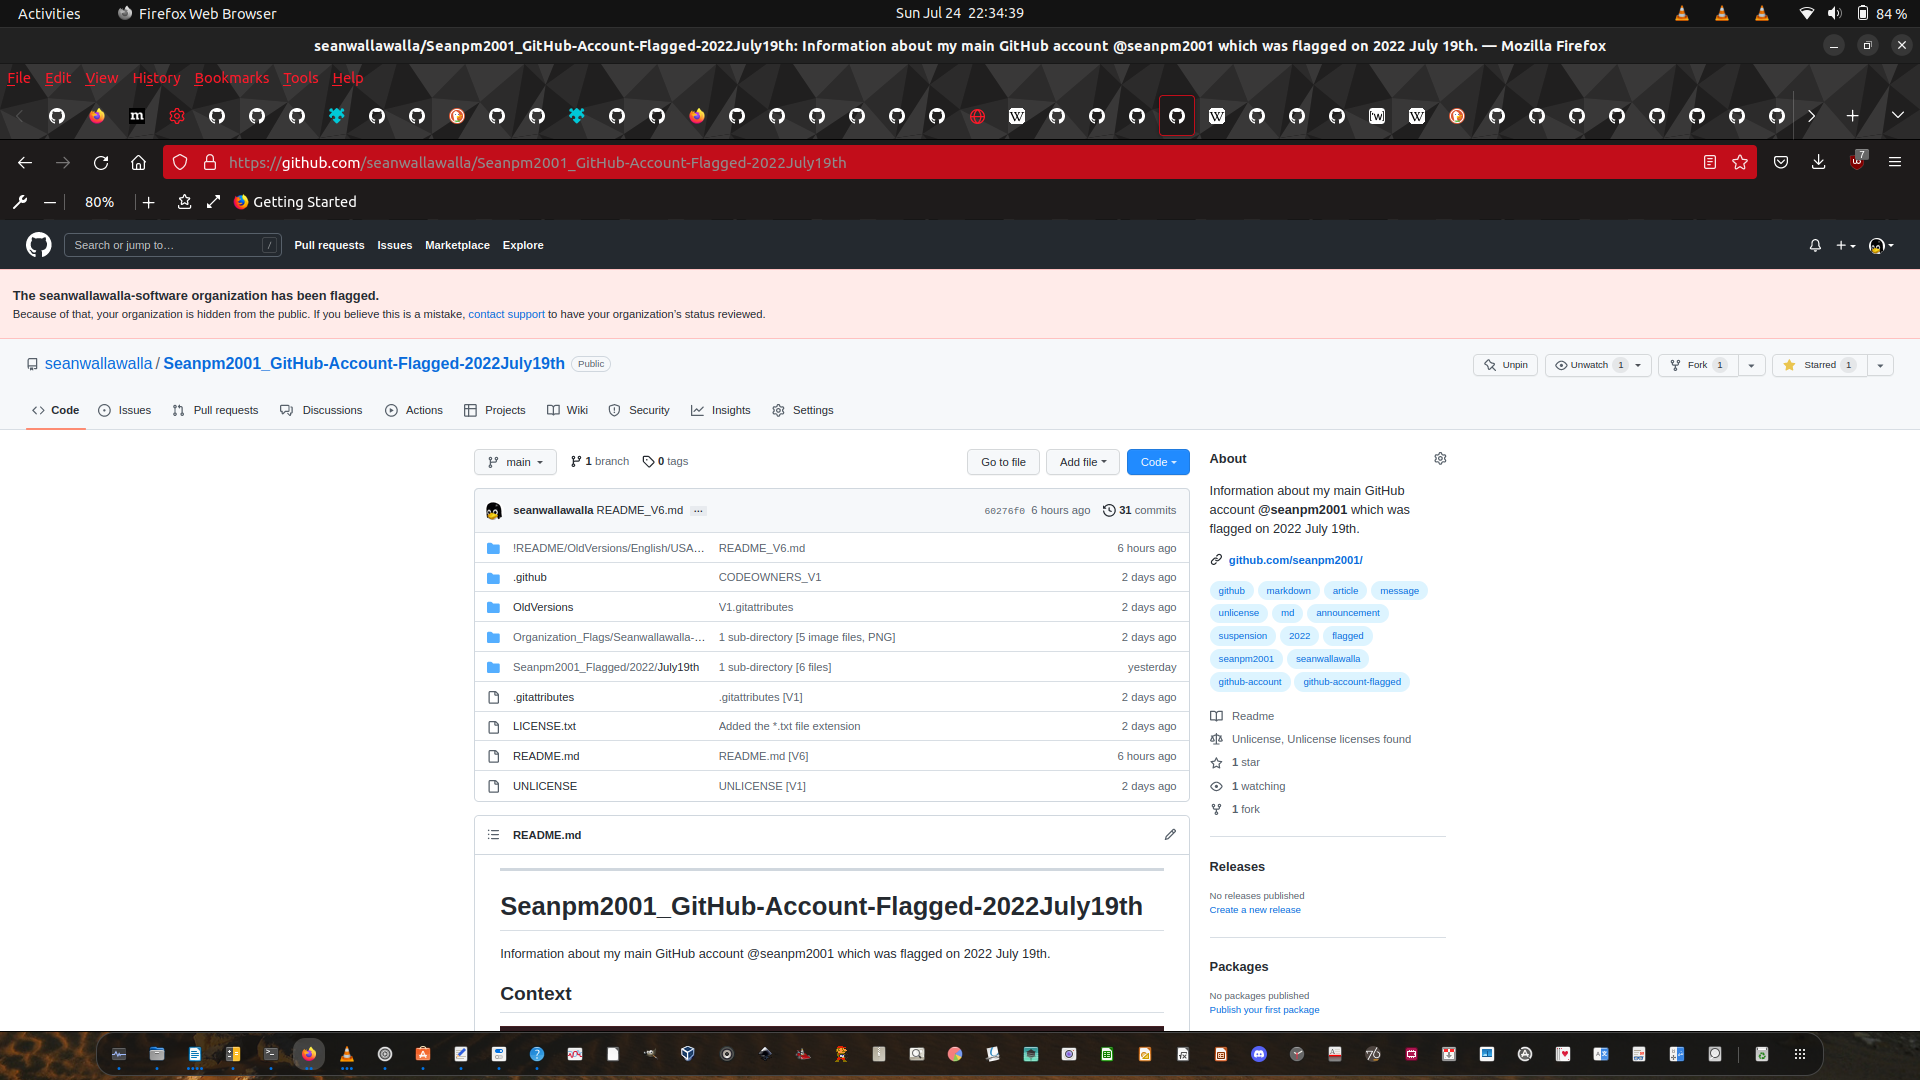 Activities Firefox Web Browser Sun Jul 24 22:34:39 84 %
seanwallawalla/Seanpm2001_GitHub-Account-Flagged-2022July19th: Information about my main GitHub account @seanpm2001 which was flagged on 2022 July 19th. — Mozilla Firefox
File Edit View History Bookmarks Tools Help
https://github.com/seanwallawalla/Seanpm2001_GitHub-Account-Flagged-2022July19th 7
80% Getting Started
Search or jump to… / Pull requests Issues Marketplace Explore
The seanwallawalla-software organization has been flagged.
Because of that, your organization is hidden from the public. If you believe this is a mistake, contact support to have your organization's status reviewed.
seanwallawalla / Seanpm2001_GitHub-Account-Flagged-2022July19th Public Unpin Unwatch 1 Fork 1 Starred 1
Code Issues Pull requests Discussions Actions Projects Wiki Security Insights Settings
main 1 branch 0 tags Go to file Add file Code
seanwallawalla README_V6.md ... 60276f0 6 hours ago 31 commits
!README/OldVersions/English/USA… README_V6.md 6 hours ago
.github CODEOWNERS_V1 2 days ago
OldVersions V1.gitattributes 2 days ago
Organization_Flags/Seanwallawalla-… 1 sub-directory [5 image files, PNG] 2 days ago
Seanpm2001_Flagged/2022/July19th 1 sub-directory [6 files] yesterday
.gitattributes .gitattributes [V1] 2 days ago
LICENSE.txt Added the *.txt file extension 2 days ago
README.md README.md [V6] 6 hours ago
UNLICENSE UNLICENSE [V1] 2 days ago
README.md
Seanpm2001_GitHub-Account-Flagged-2022July19th
Information about my main GitHub account @seanpm2001 which was flagged on 2022 July 19th.
Context
About
Information about my main GitHub
account @seanpm2001 which was
flagged on 2022 July 19th.
github.com/seanpm2001/
github markdown article message
unlicense md announcement
suspension 2022 flagged
seanpm2001 seanwallawalla
github-account github-account-flagged
Readme
Unlicense, Unlicense licenses found
1 star
1 watching
1 fork
Releases
No releases published
Create a new release
Packages
No packages published
Publish your first package